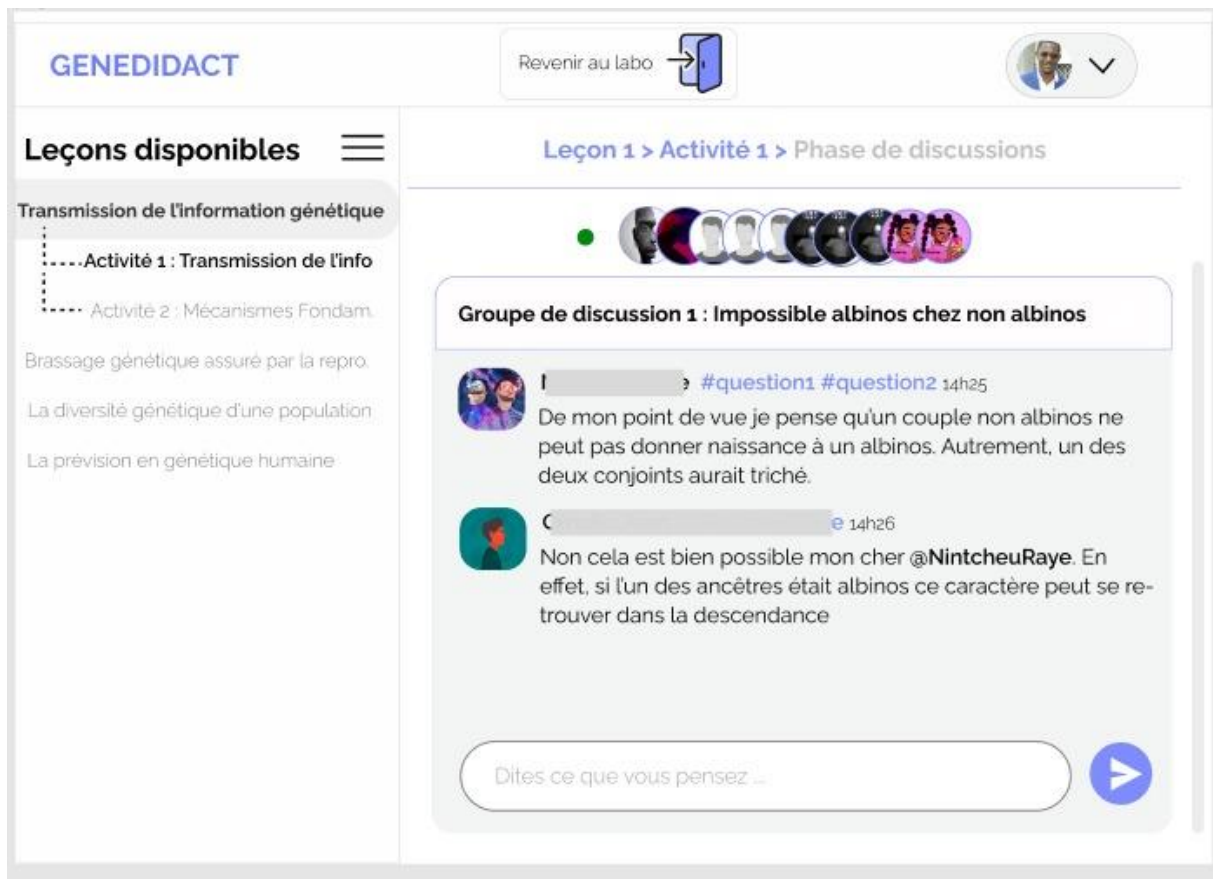 GENEDIDACT
Revenir au labo
Leçons disponibles
Transmission de l'information génétique
Activité 1 : Transmission de l'info
Activité 2 : Mécanismes Fondam.
Brassage génétique assuré par la repro.
La diversité génétique d'une population
La prévision en génétique humaine
Leçon 1 > Activité 1 > Phase de discussions
Groupe de discussion 1 : Impossible albinos chez non albinos
#question1 #question2 14h25
De mon point de vue je pense qu'un couple non albinos ne
peut pas donner naissance à un albinos. Autrement, un des
deux conjoints aurait triché.
14h26
Non cela est bien possible mon cher @NintcheuRaye. En
effet, si l'un des ancêtres était albinos ce caractère peut se re-
trouver dans la descendance
Dites ce que vous pensez ...